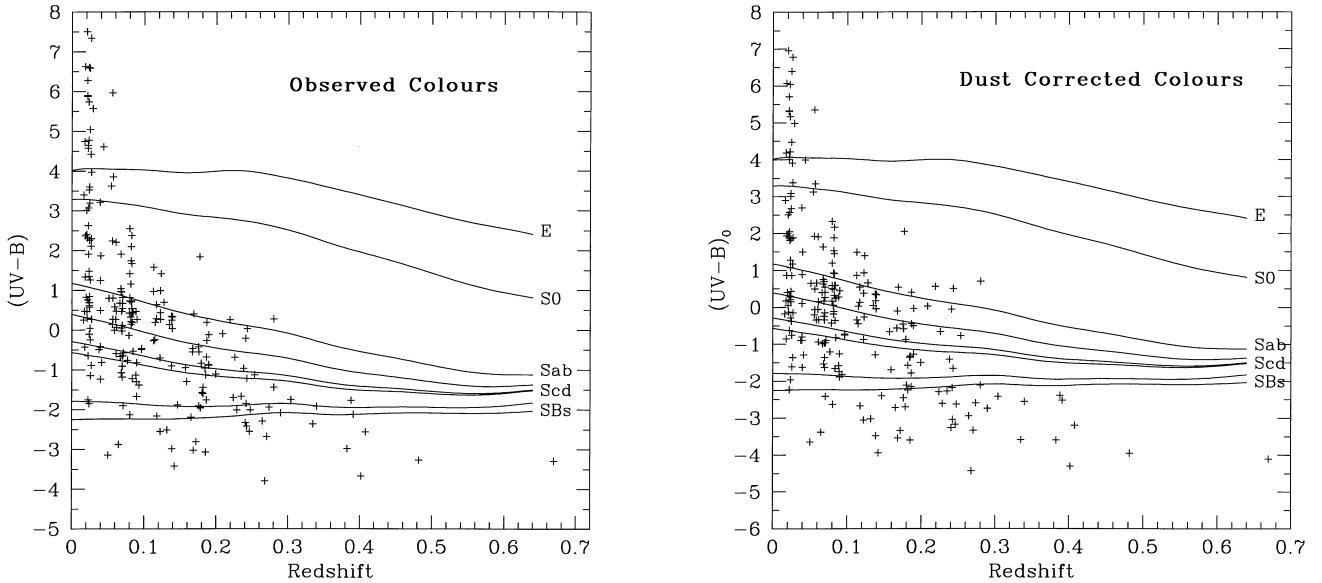 Observed Colours
(UV−B)
8
7
6
5
4
3
2
1
0
−1
−2
−3
−4
−5
E
S0
Sab
Scd
SBs
0 0.1 0.2 0.3 0.4 0.5 0.6 0.7
Redshift
Dust Corrected Colours
(UV−B)₀
8
7
6
5
4
3
2
1
0
−1
−2
−3
−4
−5
−6
E
S0
Sab
Scd
SBs
0 0.1 0.2 0.3 0.4 0.5 0.6 0.7
Redshift